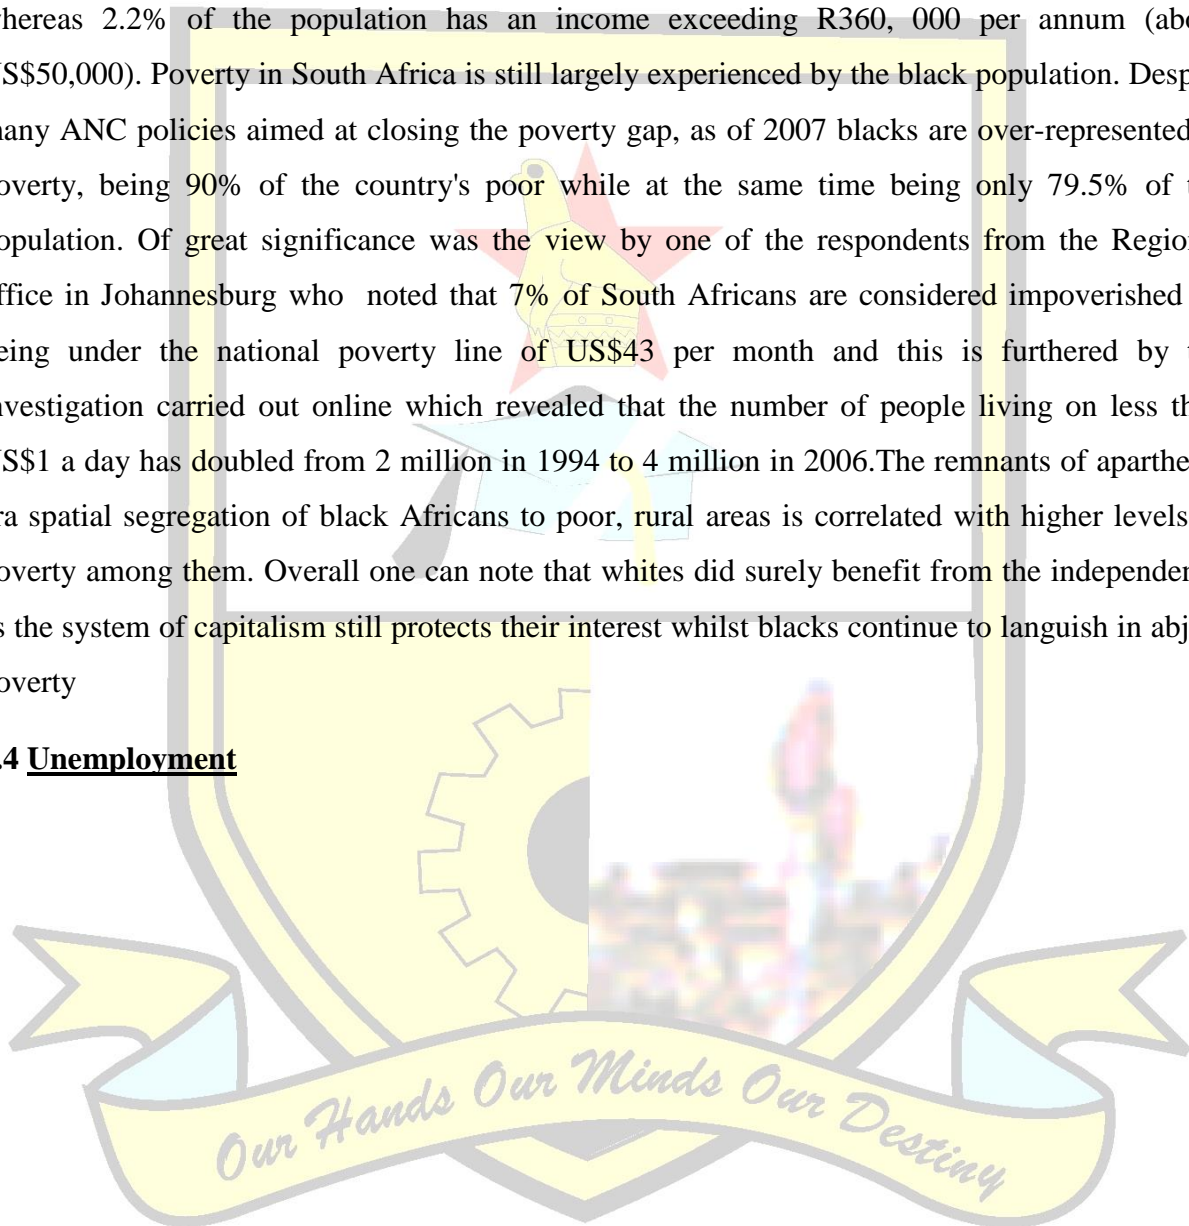 whereas 2.2% of the population has an income exceeding R360, 000 per annum (abo
US$50,000). Poverty in South Africa is still largely experienced by the black population. Desp
many ANC policies aimed at closing the poverty gap, as of 2007 blacks are over-represented
overty, being 90% of the country's poor while at the same time being only 79.5% of t
opulation. Of great significance was the view by one of the respondents from the Region
ffice in Johannesburg who noted that 7% of South Africans are considered impoverished
eing under the national poverty line of US$43 per month and this is furthered by t
nvestigation carried out online which revealed that the number of people living on less th
US$1 a day has doubled from 2 million in 1994 to 4 million in 2006.The remnants of aparthe
ra spatial segregation of black Africans to poor, rural areas is correlated with higher levels
overty among them. Overall one can note that whites did surely benefit from the independen
s the system of capitalism still protects their interest whilst blacks continue to languish in abj
overty
.4 Unemployment
Our Hands Our Minds Our Destiny